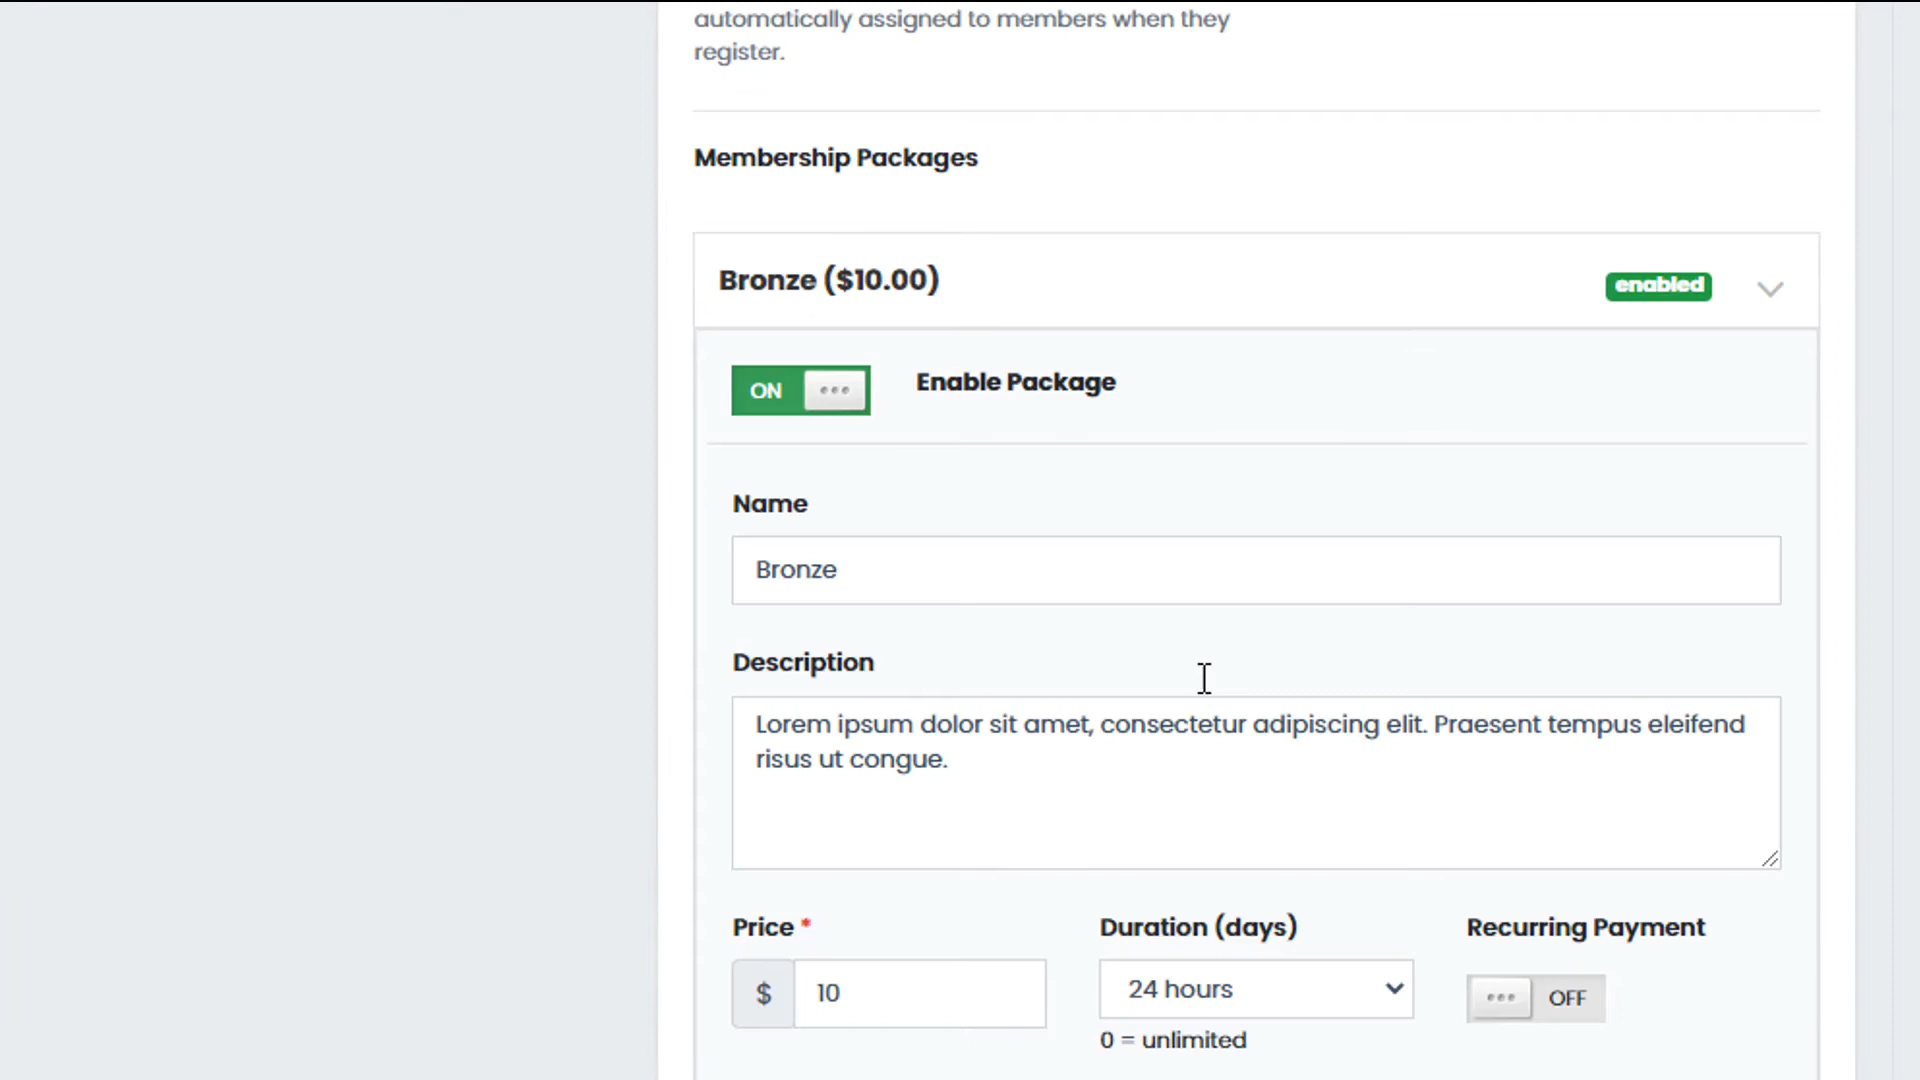 automatically assigned to members when they
register.
Membership Packages
Bronze ($10.00)
enabled
ON
Enable Package
Name
Bronze
Description
Lorem ipsum dolor sit amet, consectetur adipiscing elit. Praesent tempus eleifend
risus ut congue.
Price *
Duration (days)
Recurring Payment
$ 10
24 hours
OFF
0 = unlimited